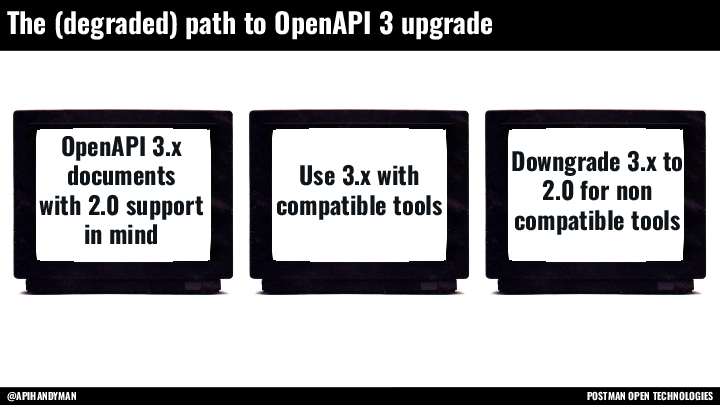 The (degraded) path to OpenAPI 3 upgrade
OpenAPI 3.x
documents
with 2.0 support
in mind
Use 3.x with
compatible tools
Downgrade 3.x to
2.0 for non
compatible tools
@APIHANDYMAN
POSTMAN OPEN TECHNOLOGIES